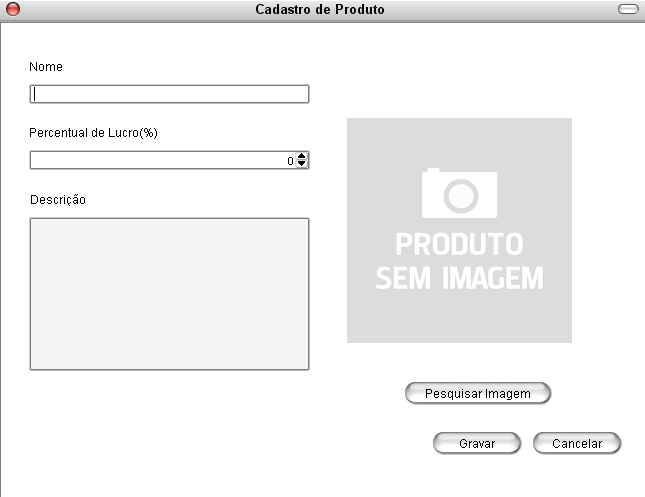 Cadastro de Produto
Nome
Percentual de Lucro(%)
0
Descrição
PRODUTO
SEM IMAGEM
Pesquisar Imagem
Gravar
Cancelar